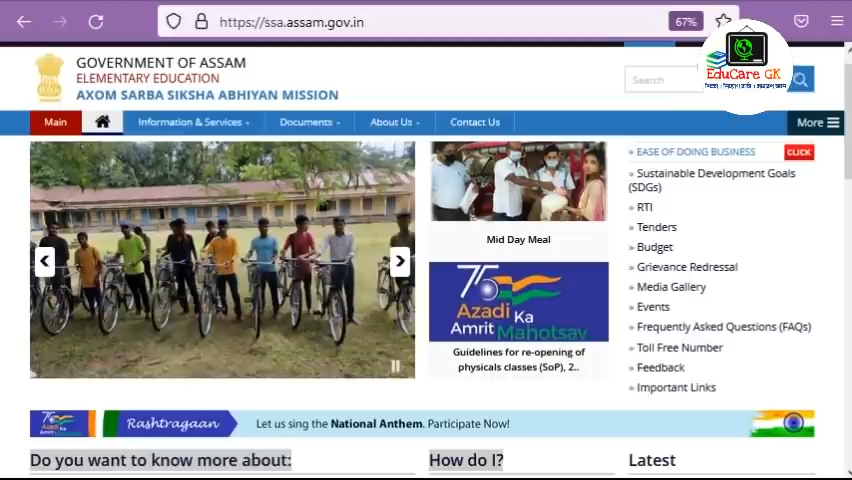 https://ssa.assam.gov.in
67%
EduCare GK
GOVERNMENT OF ASSAM
ELEMENTARY EDUCATION
AXOM SARBA SIKSHA ABHIYAN MISSION
Search
Main
Information & Services
Documents
About Us
Contact Us
More
Mid Day Meal
75
Azadi Ka
Amrit Mahotsav
Guidelines for re-opening of
physicals classes (SoP), 2..
» EASE OF DOING BUSINESS
CLICK
» Sustainable Development Goals
(SDGs)
» RTI
» Tenders
» Budget
» Grievance Redressal
» Media Gallery
» Events
» Frequently Asked Questions (FAQs)
» Toll Free Number
» Feedback
» Important Links
Rashtragaan
Let us sing the National Anthem. Participate Now!
Do you want to know more about:
How do I?
Latest